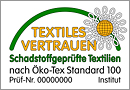 TEXTILES
VERTRAUEN
Schadstoffgeprüfte Textilien
nach Öko-Tex Standard 100
Prüf-Nr. 00000000 Institut